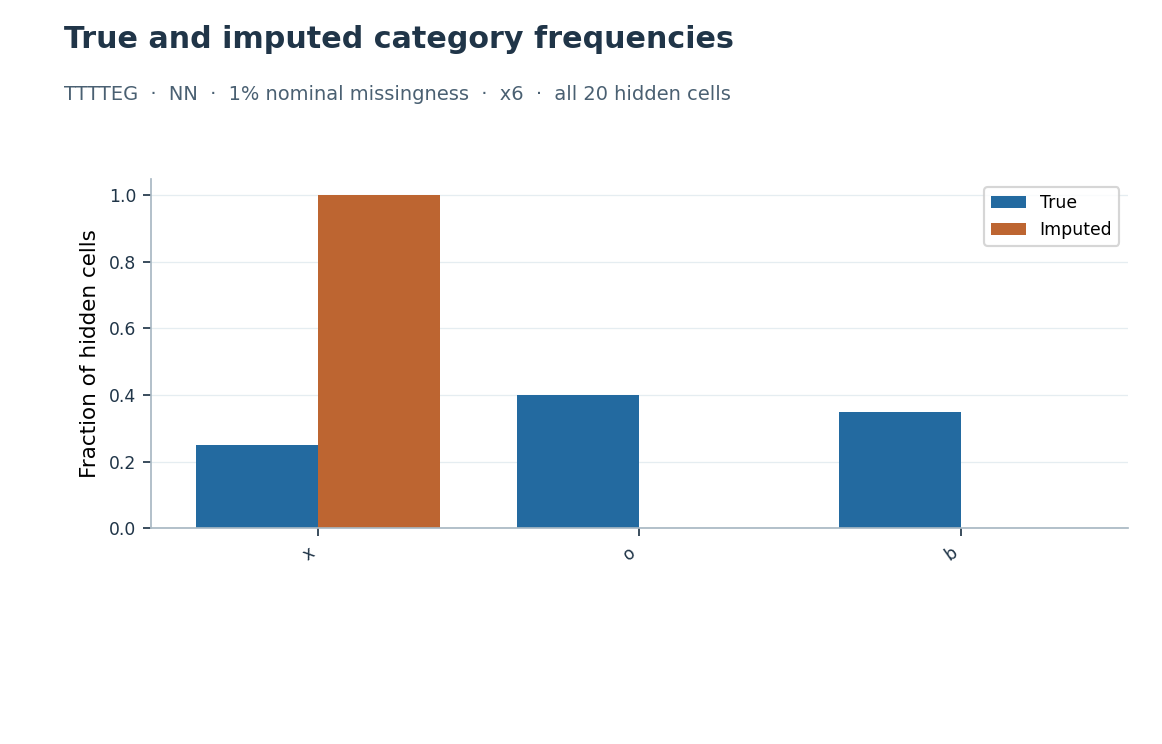 True and imputed category frequencies
TTTTEG · NN · 1% nominal missingness · x6 · all 20 hidden cells
Fraction of hidden cells
1.0
0.8
0.6
0.4
0.2
0.0
True
Imputed
x
o
b